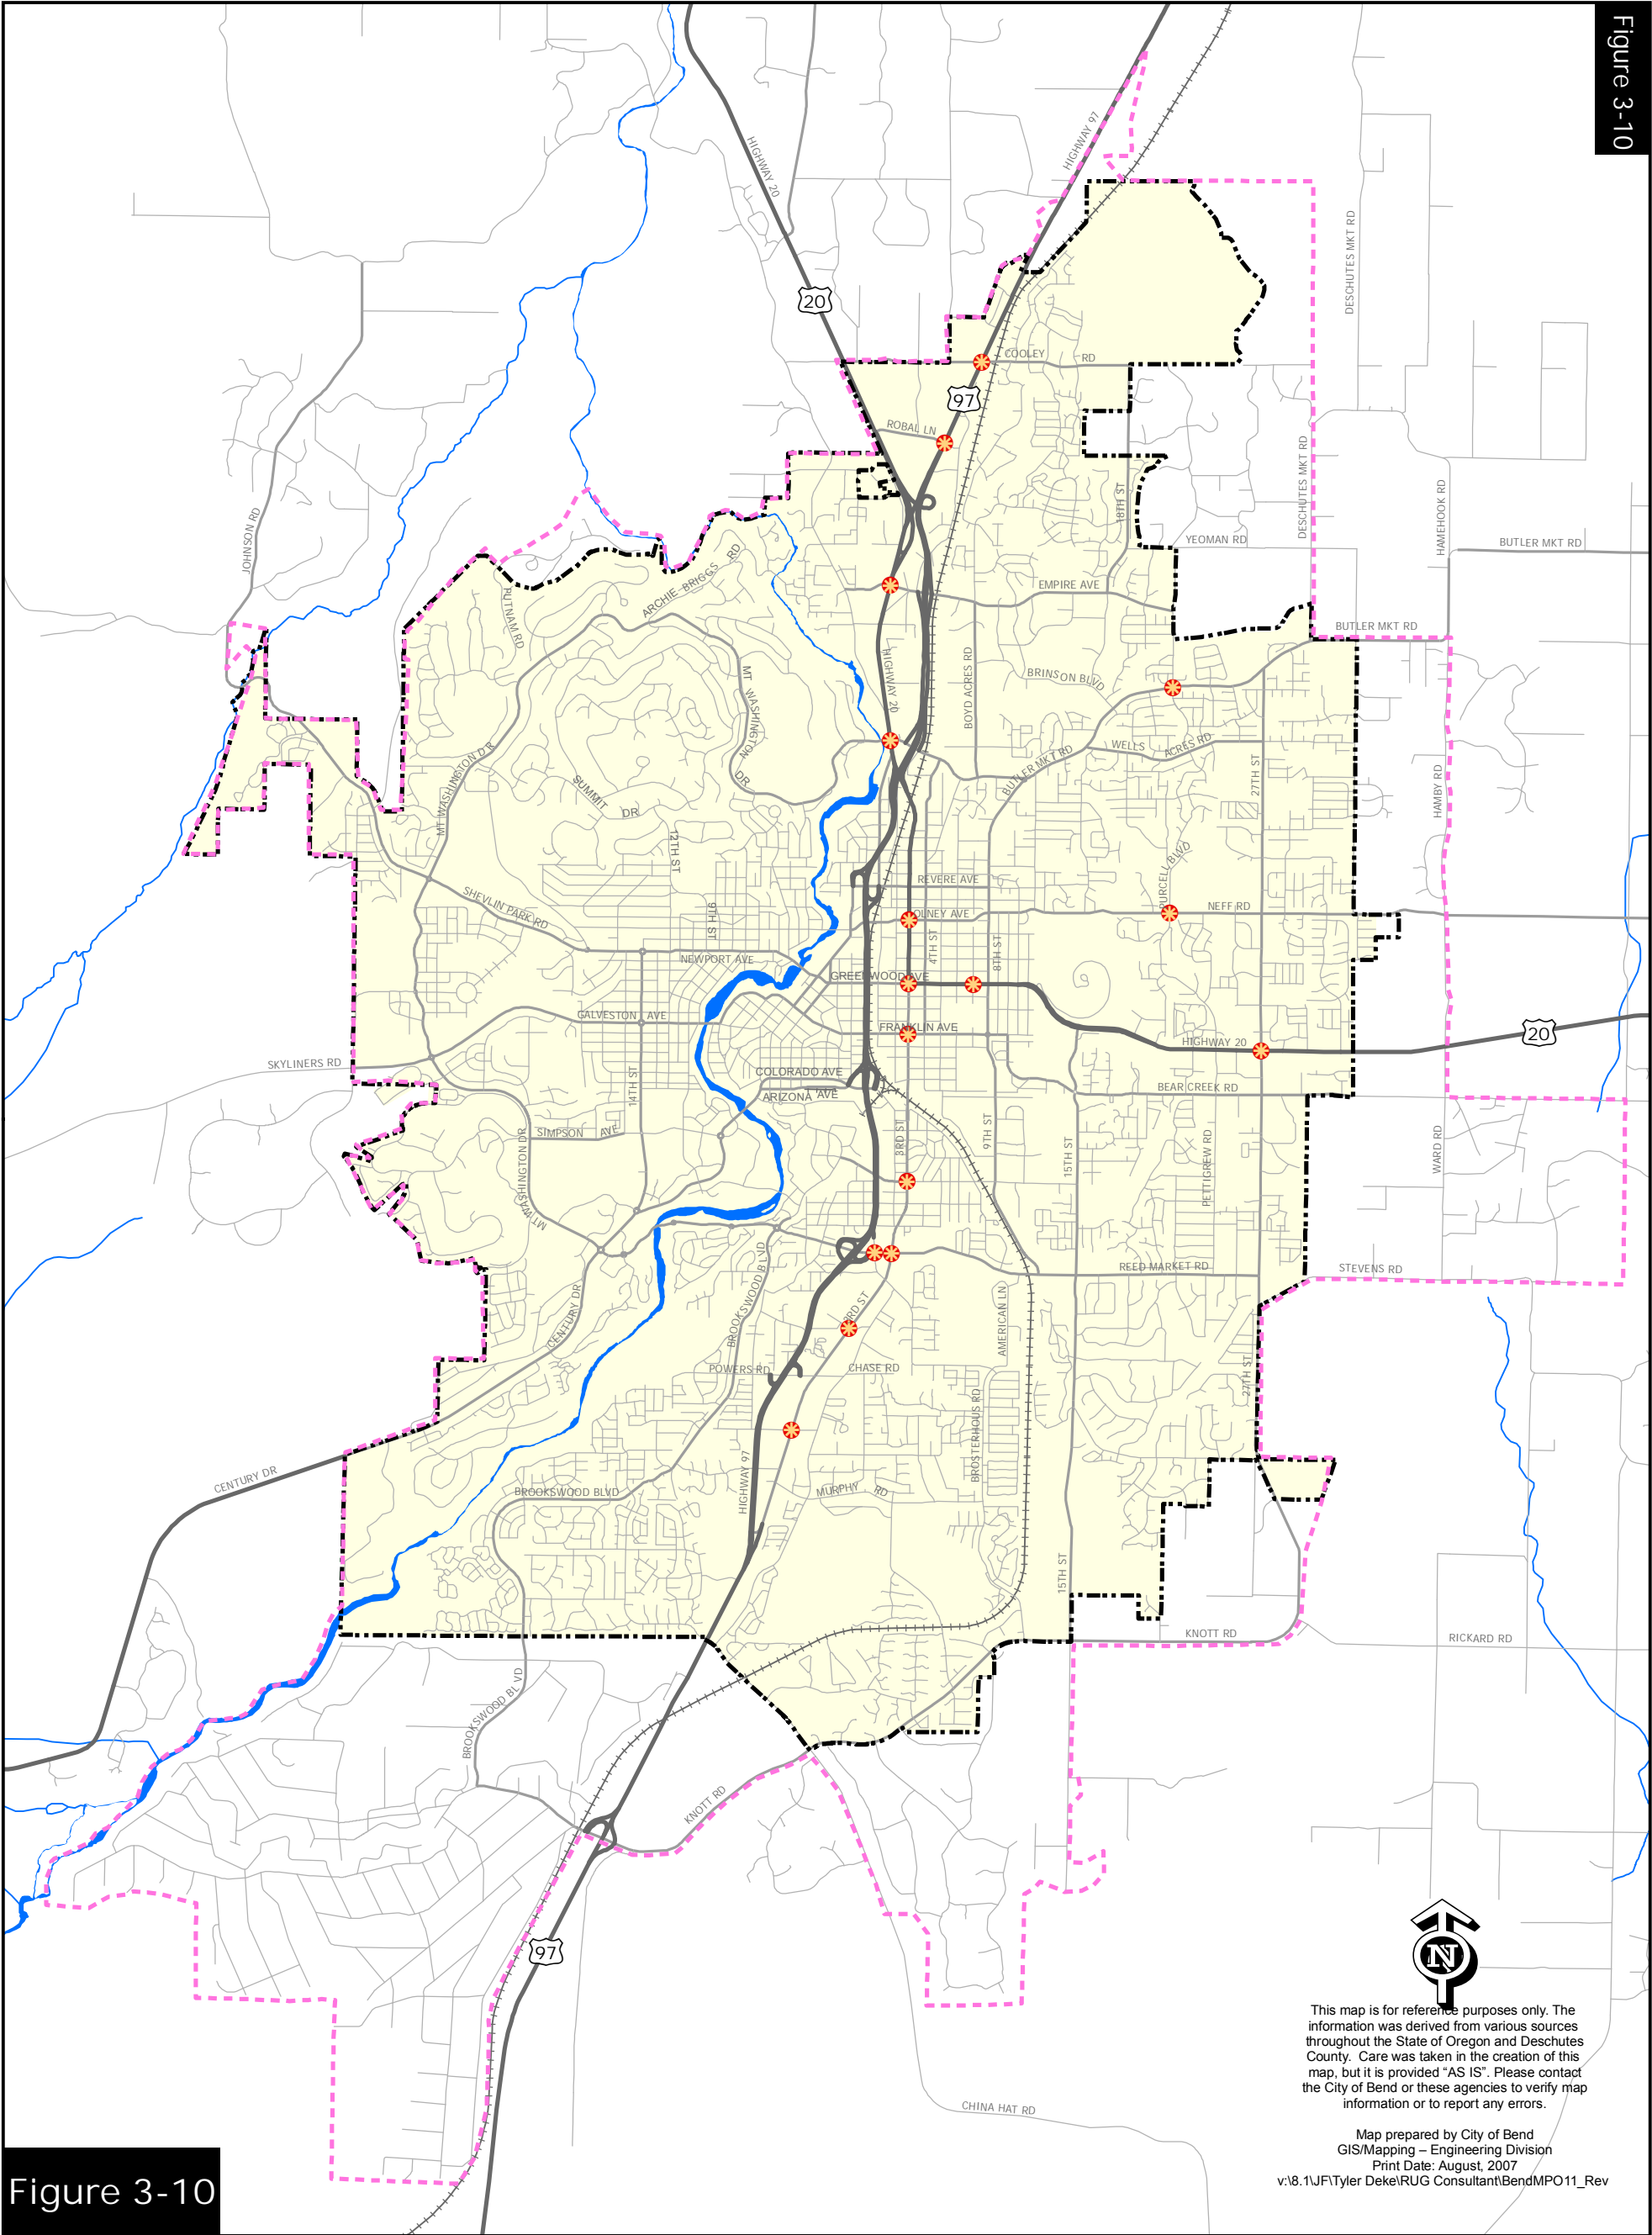 Figure 3-10
HIGHWAY 97
HIGHWAY 20
DESCHUTES MKT RD
20
COOLEY RD
97
ROBAL LN
18TH ST
DESCHUTES MKT RD
HAMEHOOK RD
JOHNSON RD
YEOMAN RD
BUTLER MKT RD
ARCHIE BRIGGS RD
EMPIRE AVE
PUTNAM RD
BUTLER MKT RD
HIGHWAY 20
BOYD ACRES RD
BRINSON BLVD
MT WASHINGTON DR
WELLS ACRES RD
BUTLER MKT RD
27TH ST
MT WASHINGTON DR
SUMMIT DR
HAMBY RD
12TH ST
PURCELL BLVD
REVERE AVE
SHEVLIN PARK RD
9TH ST
OLNEY AVE
NEFF RD
4TH ST
8TH ST
NEWPORT AVE
GREENWOOD AVE
GALVESTON AVE
FRANKLIN AVE
20
HIGHWAY 20
SKYLINERS RD
COLORADO AVE
ARIZONA AVE
14TH ST
BEAR CREEK RD
SIMPSON AVE
3RD ST
9TH ST
15TH ST
PETTIGREW RD
WARD RD
MT WASHINGTON DR
BROOKSWOOD BLVD
REED MARKET RD
STEVENS RD
CENTURY DR
3RD ST
AMERICAN LN
POWERS RD
CHASE RD
27TH ST
BROSTERHOUS RD
CENTURY DR
HIGHWAY 97
BROOKSWOOD BLVD
MURPHY RD
15TH ST
KNOTT RD
RICKARD RD
BROOKSWOOD BLVD
KNOTT RD
97
N
This map is for reference purposes only. The
information was derived from various sources
throughout the State of Oregon and Deschutes
County. Care was taken in the creation of this
map, but it is provided “AS IS”. Please contact
the City of Bend or these agencies to verify map
information or to report any errors.
CHINA HAT RD
Map prepared by City of Bend
GIS/Mapping – Engineering Division
Print Date: August, 2007
v:\8.1\JF\Tyler Deke\RUG Consultant\BendMPO11_Rev
Figure 3-10